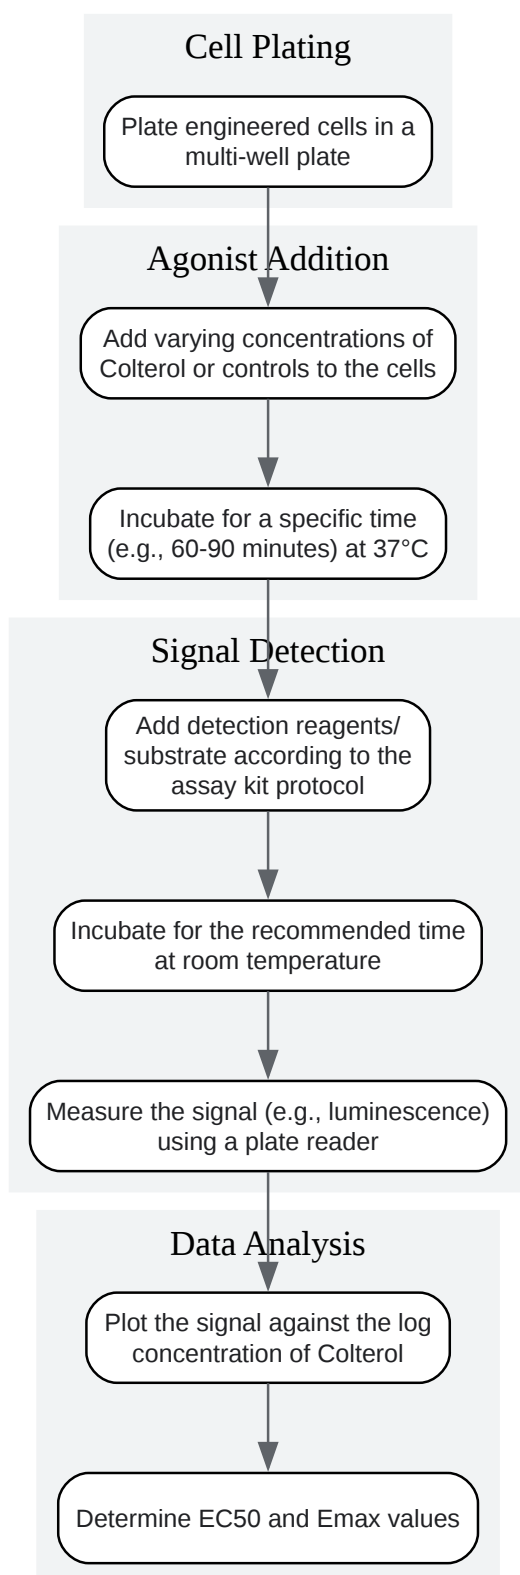 Cell Plating
Plate engineered cells in a
multi-well plate
Agonist Addition
Add varying concentrations of
Colterol or controls to the cells
Incubate for a specific time
(e.g., 60-90 minutes) at 37°C
Signal Detection
Add detection reagents/
substrate according to the
assay kit protocol
Incubate for the recommended time
at room temperature
Measure the signal (e.g., luminescence)
using a plate reader
Data Analysis
Plot the signal against the log
concentration of Colterol
Determine EC50 and Emax values